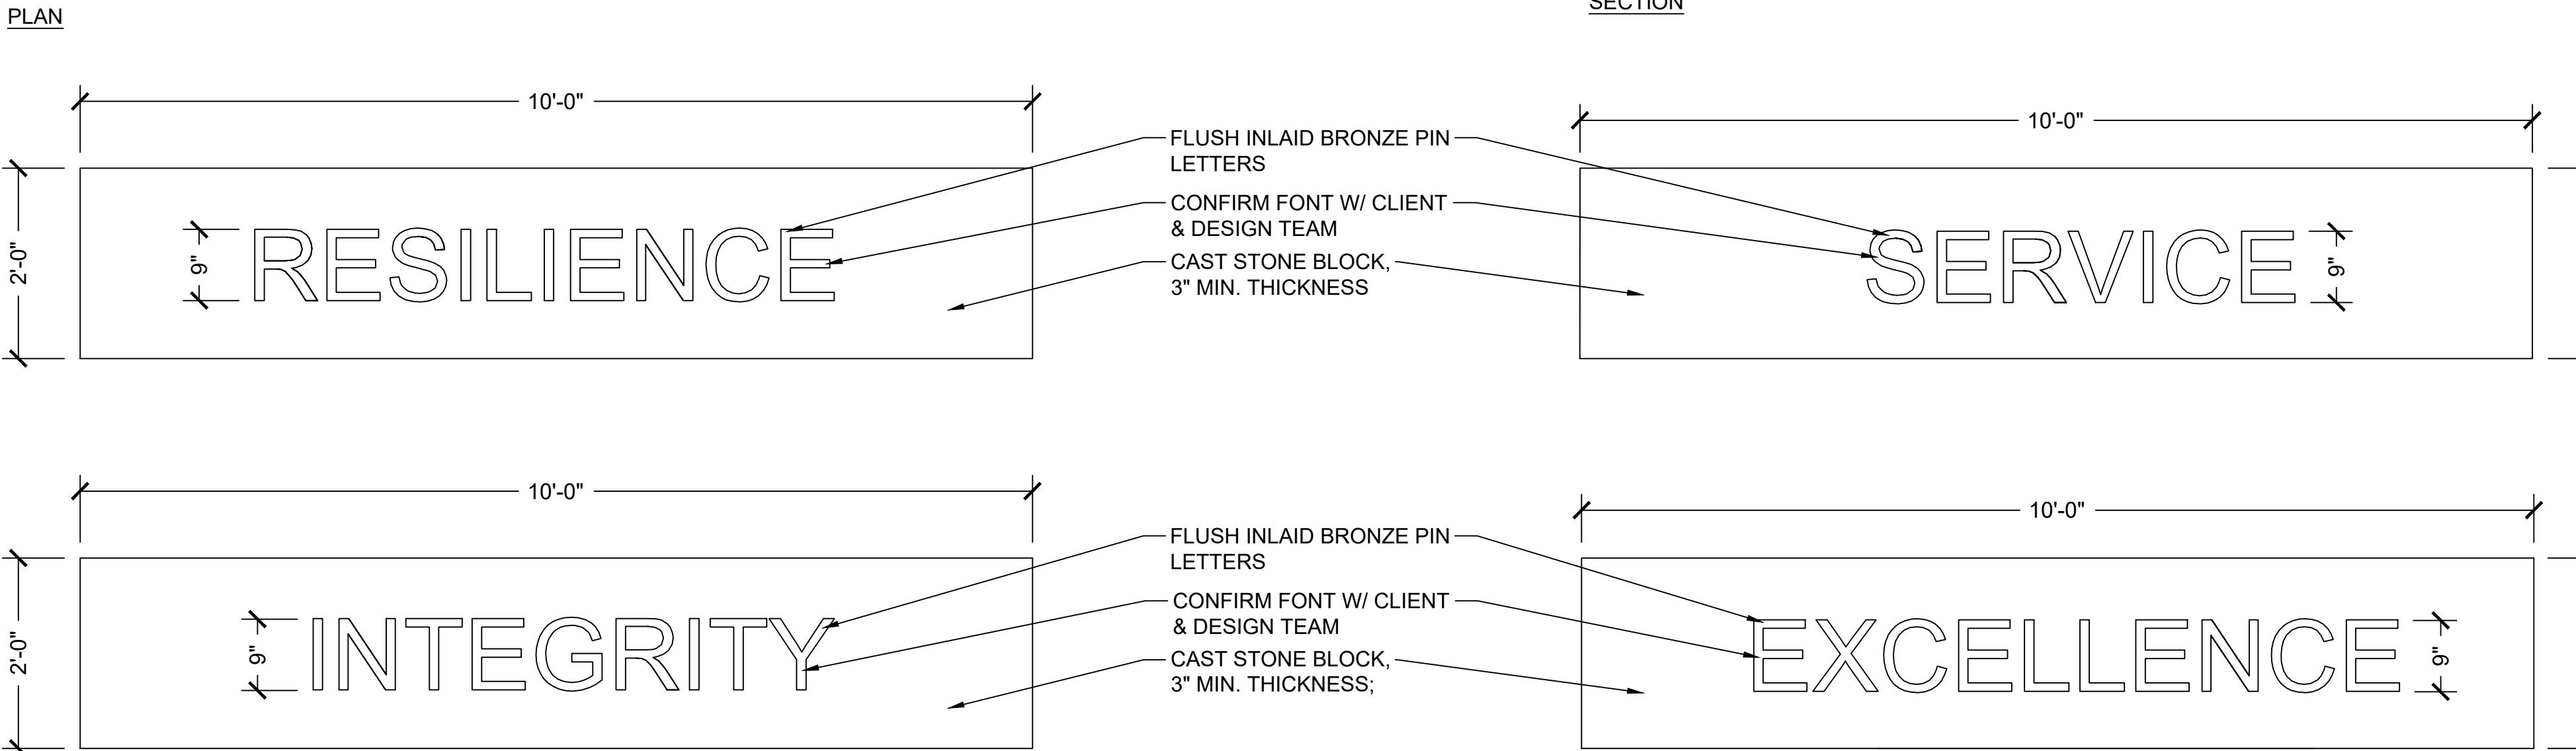 PLAN
SECTION
10'-0"
10'-0"
2'-0"
9"
RESILIENCE
FLUSH INLAID BRONZE PIN
LETTERS
CONFIRM FONT W/ CLIENT
& DESIGN TEAM
CAST STONE BLOCK,
3" MIN. THICKNESS
SERVICE
9"
10'-0"
10'-0"
2'-0"
9"
INTEGRITY
FLUSH INLAID BRONZE PIN
LETTERS
CONFIRM FONT W/ CLIENT
& DESIGN TEAM
CAST STONE BLOCK,
3" MIN. THICKNESS;
EXCELLENCE
9"